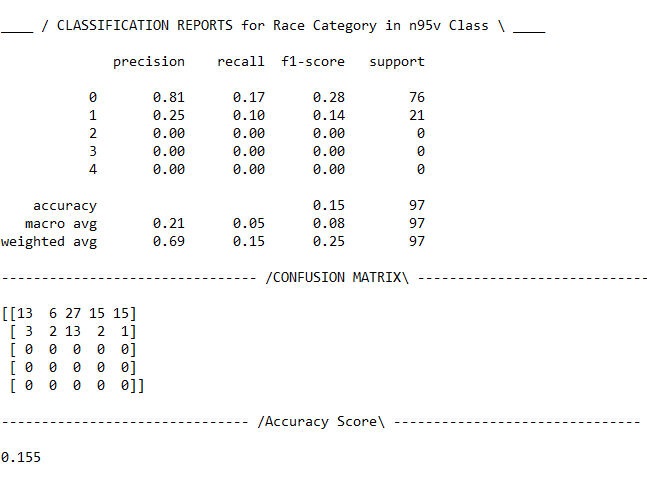 ____ / CLASSIFICATION REPORTS for Race Category in n95v Class \ ____
precision recall f1-score support
0 0.81 0.17 0.28 76
1 0.25 0.10 0.14 21
2 0.00 0.00 0.00 0
3 0.00 0.00 0.00 0
4 0.00 0.00 0.00 0
accuracy 0.15 97
macro avg 0.21 0.05 0.08 97
weighted avg 0.69 0.15 0.25 97
-------------------------------- /CONFUSION MATRIX\ -----------------------------
[[13 6 27 15 15]
[ 3 2 13 2 1]
[ 0 0 0 0 0]
[ 0 0 0 0 0]
[ 0 0 0 0 0]]
------------------------------- /Accuracy Score\ -------------------------------
0.155